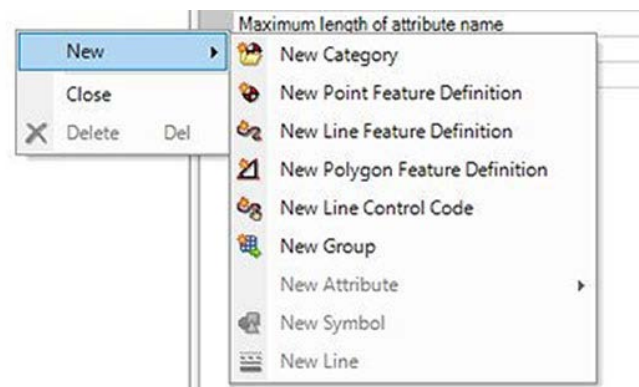 Maximum length of attribute name
New
Close
Delete Del
New Category
New Point Feature Definition
New Line Feature Definition
New Polygon Feature Definition
New Line Control Code
New Group
New Attribute
New Symbol
New Line